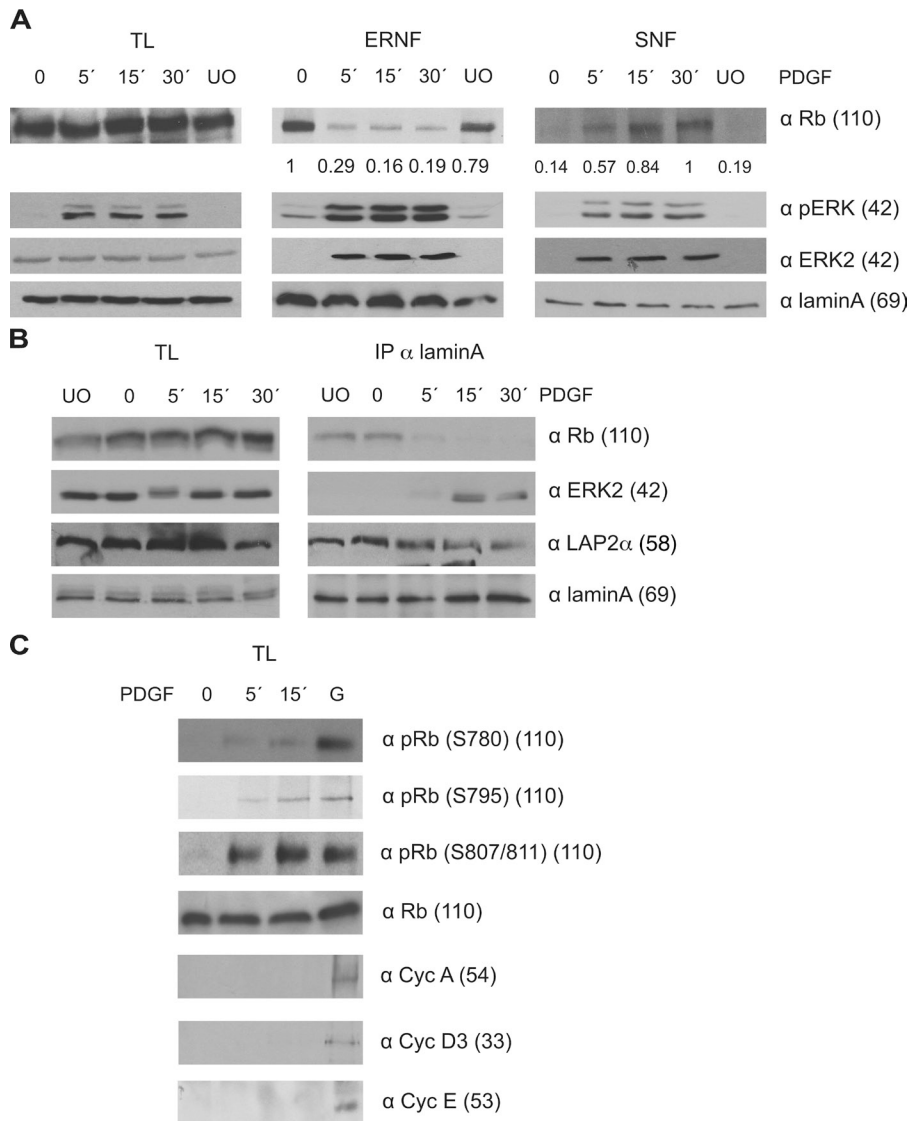 A
TL ERNF SNF
0 5´ 15´ 30´ UO 0 5´ 15´ 30´ UO 0 5´ 15´ 30´ UO PDGF
α Rb (110)
1 0.29 0.16 0.19 0.79 0.14 0.57 0.84 1 0.19
α pERK (42)
α ERK2 (42)
α laminA (69)
B
TL IP α laminA
UO 0 5´ 15´ 30´ UO 0 5´ 15´ 30´ PDGF
α Rb (110)
α ERK2 (42)
α LAP2α (58)
α laminA (69)
C
TL
PDGF 0 5´ 15´ G
α pRb (S780) (110)
α pRb (S795) (110)
α pRb (S807/811) (110)
α Rb (110)
α Cyc A (54)
α Cyc D3 (33)
α Cyc E (53)